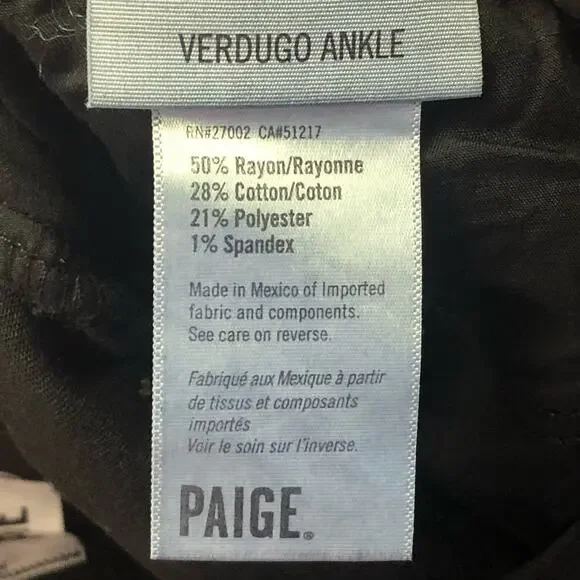 VERDUGO ANKLE
RN#27002 CA#51217
50% Rayon/Rayonne
28% Cotton/Coton
21% Polyester
1% Spandex
Made in Mexico of Imported
fabric and components.
See care on reverse.
Fabriqué aux Mexique à partir
de tissus et composants
importés
Voir le soin sur l'inverse.
PAIGE®